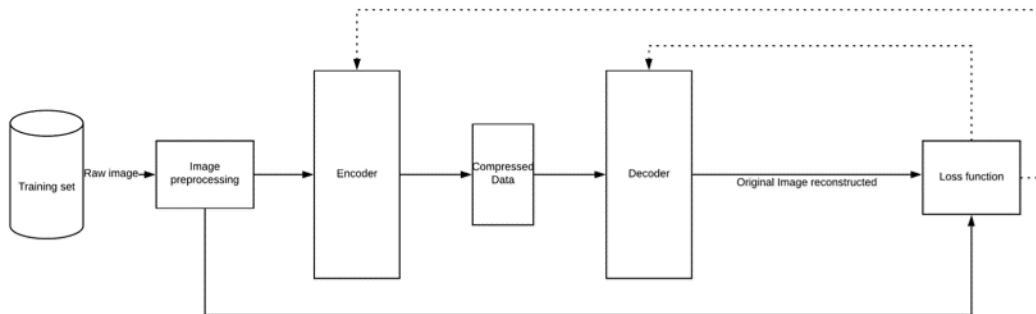 Training set
Raw image
Image
preprocessing
Encoder
Compressed
Data
Decoder
Original Image reconstructed
Loss function